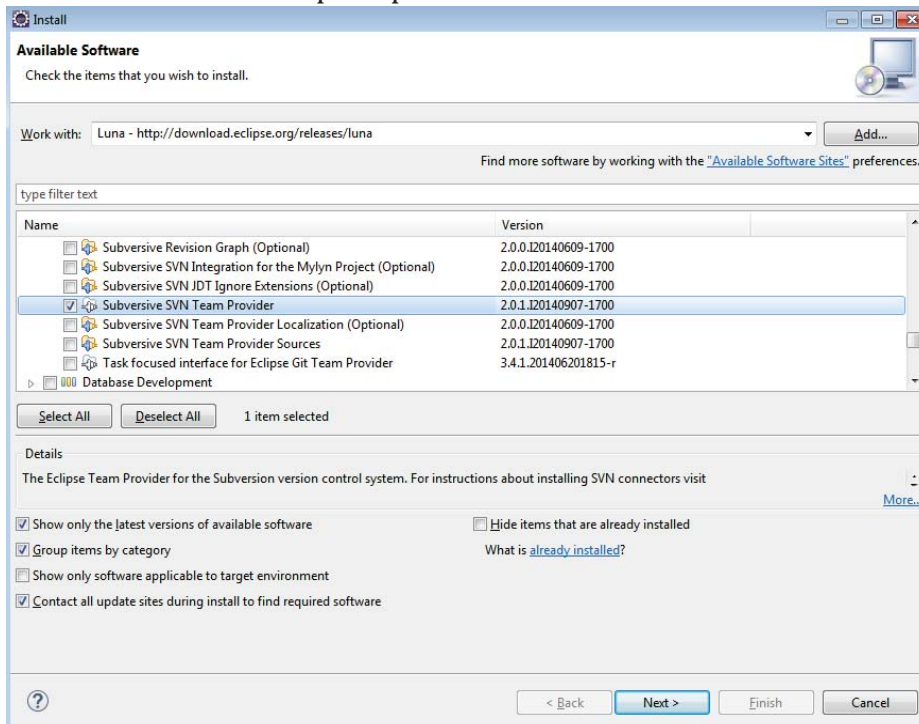 Install
Available Software
Check the items that you wish to install.
Work with: Luna - http://download.eclipse.org/releases/luna Add...
Find more software by working with the "Available Software Sites" preferences.
type filter text
Name Version
Subversive Revision Graph (Optional) 2.0.0.I20140609-1700
Subversive SVN Integration for the Mylyn Project (Optional) 2.0.0.I20140609-1700
Subversive SVN JDT Ignore Extensions (Optional) 2.0.0.I20140609-1700
Subversive SVN Team Provider 2.0.1.I20140907-1700
Subversive SVN Team Provider Localization (Optional) 2.0.0.I20140609-1700
Subversive SVN Team Provider Sources 2.0.1.I20140907-1700
Task focused interface for Eclipse Git Team Provider 3.4.1.201406201815-r
Database Development
Select All Deselect All 1 item selected
Details
The Eclipse Team Provider for the Subversion version control system. For instructions about installing SVN connectors visit
More...
Show only the latest versions of available software Hide items that are already installed
Group items by category What is already installed?
Show only software applicable to target environment
Contact all update sites during install to find required software
< Back Next > Finish Cancel